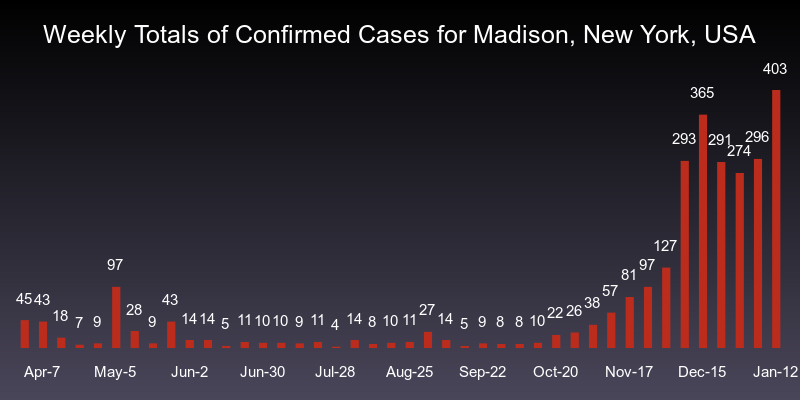 Weekly Totals of Confirmed Cases for Madison, New York, USA
45 43 18 7 9 97 28 9 43 14 14 5 11 10 10 9 11 4 14 8 10 11 27 14 5 9 8 8 10 22 26 38 57 81 97 127 293 365 291 274 296 403
Apr-7 May-5 Jun-2 Jun-30 Jul-28 Aug-25 Sep-22 Oct-20 Nov-17 Dec-15 Jan-12